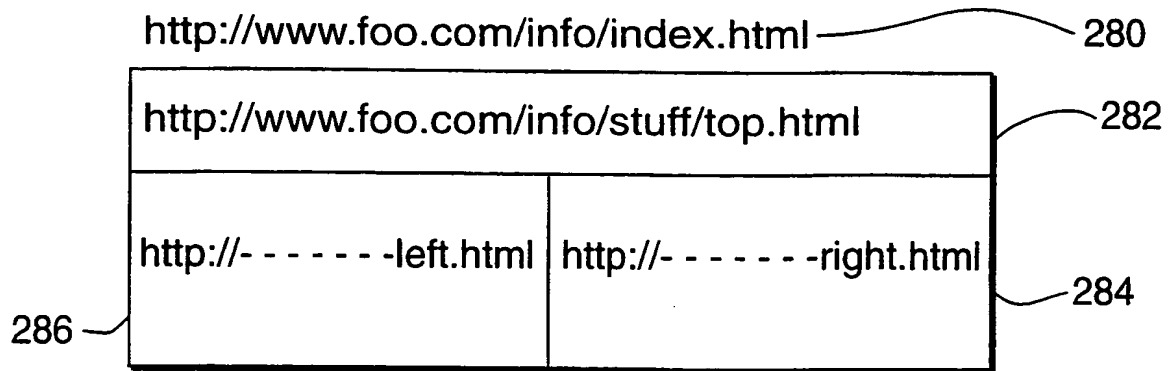 http://www.foo.com/info/index.html 280
http://www.foo.com/info/stuff/top.html 282
http://- - - - - - -left.html http://- - - - - - -right.html
286 284